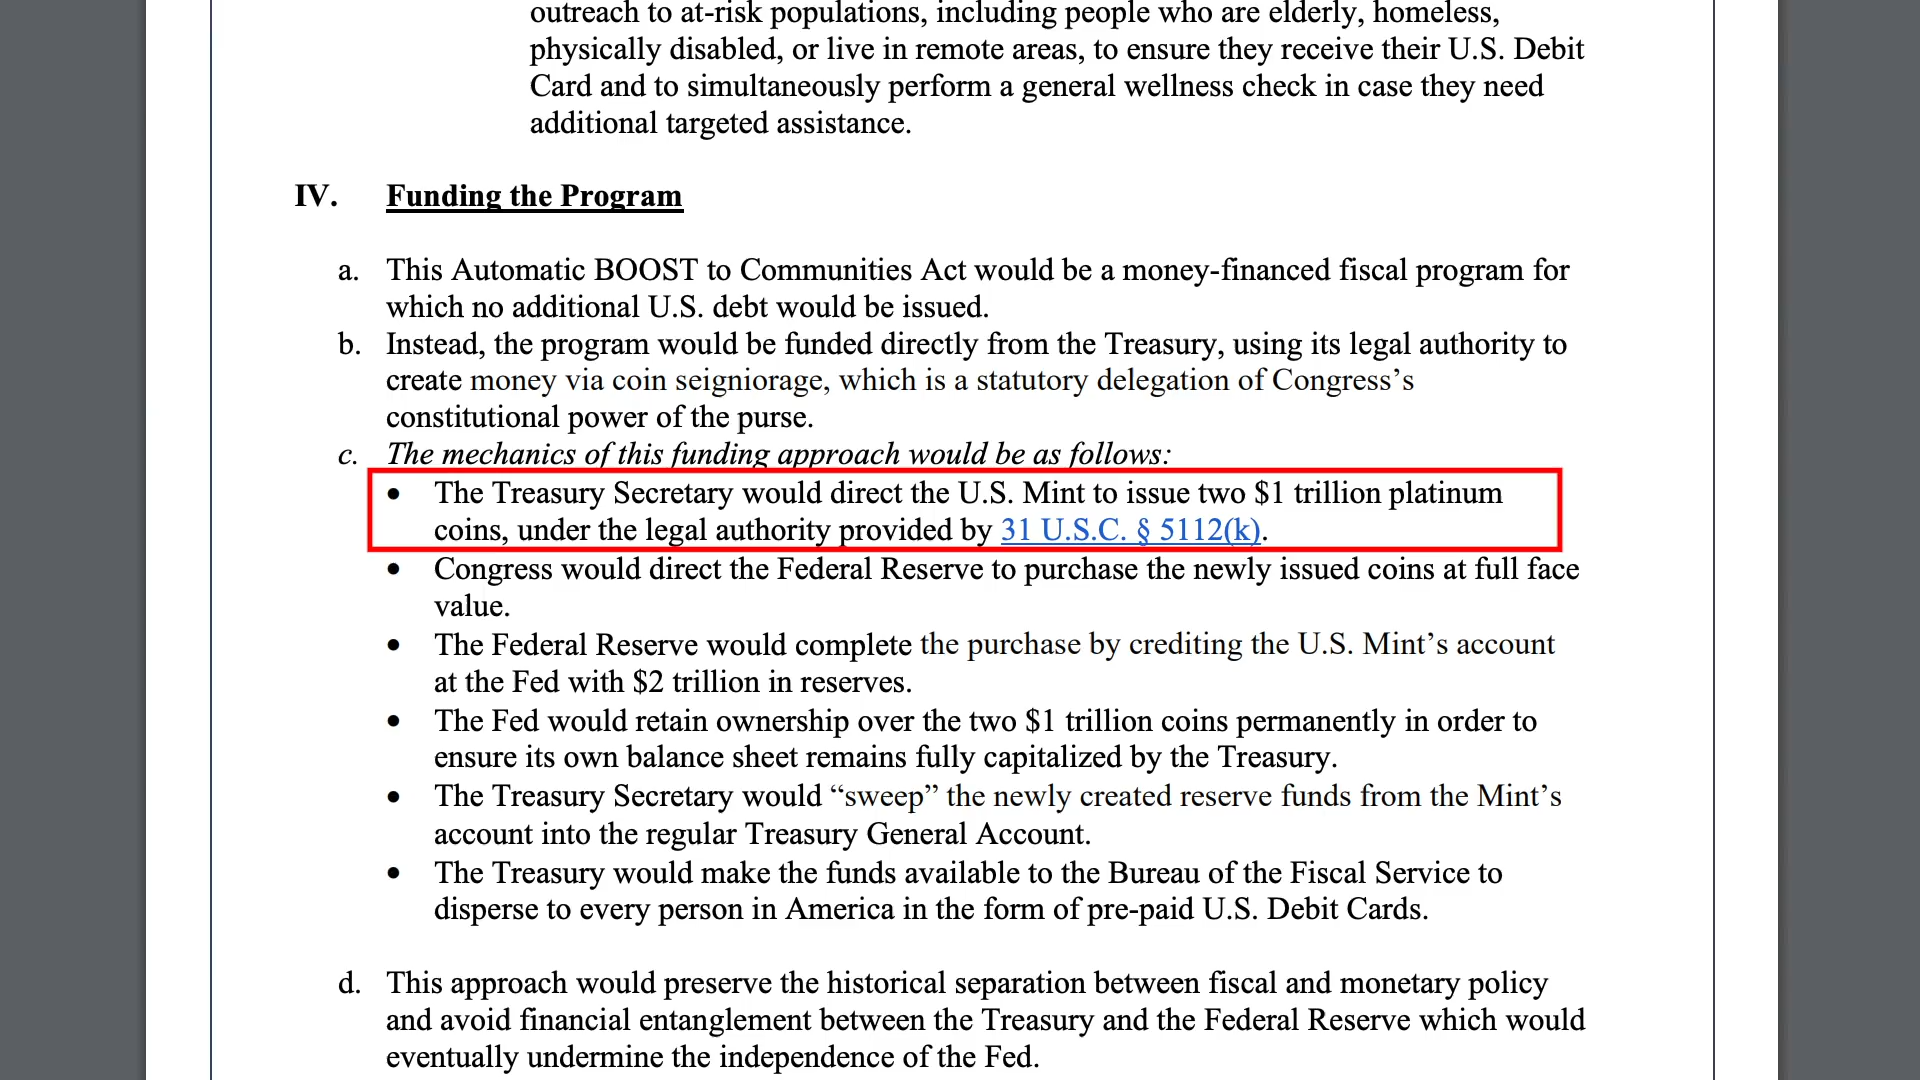 outreach to at-risk populations, including people who are elderly, homeless,
physically disabled, or live in remote areas, to ensure they receive their U.S. Debit
Card and to simultaneously perform a general wellness check in case they need
additional targeted assistance.
IV. Funding the Program
a. This Automatic BOOST to Communities Act would be a money-financed fiscal program for
which no additional U.S. debt would be issued.
b. Instead, the program would be funded directly from the Treasury, using its legal authority to
create money via coin seigniorage, which is a statutory delegation of Congress’s
constitutional power of the purse.
c. The mechanics of this funding approach would be as follows:
• The Treasury Secretary would direct the U.S. Mint to issue two $1 trillion platinum
coins, under the legal authority provided by 31 U.S.C. § 5112(k).
• Congress would direct the Federal Reserve to purchase the newly issued coins at full face
value.
• The Federal Reserve would complete the purchase by crediting the U.S. Mint’s account
at the Fed with $2 trillion in reserves.
• The Fed would retain ownership over the two $1 trillion coins permanently in order to
ensure its own balance sheet remains fully capitalized by the Treasury.
• The Treasury Secretary would “sweep” the newly created reserve funds from the Mint’s
account into the regular Treasury General Account.
• The Treasury would make the funds available to the Bureau of the Fiscal Service to
disperse to every person in America in the form of pre-paid U.S. Debit Cards.
d. This approach would preserve the historical separation between fiscal and monetary policy
and avoid financial entanglement between the Treasury and the Federal Reserve which would
eventually undermine the independence of the Fed.